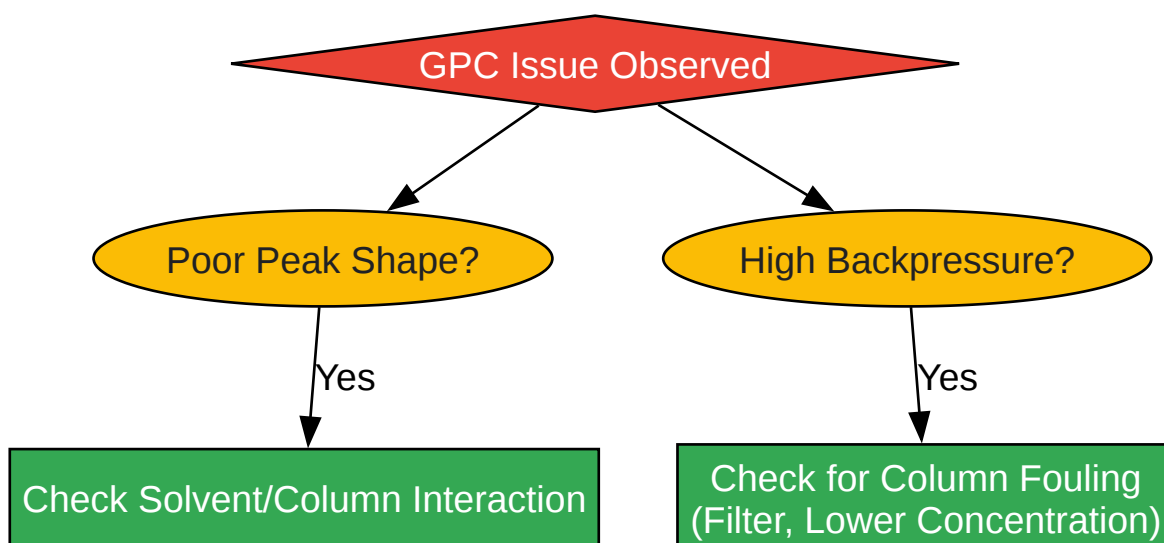 GPC Issue Observed
Poor Peak Shape?
High Backpressure?
Yes
Yes
Check Solvent/Column Interaction
Check for Column Fouling
(Filter, Lower Concentration)